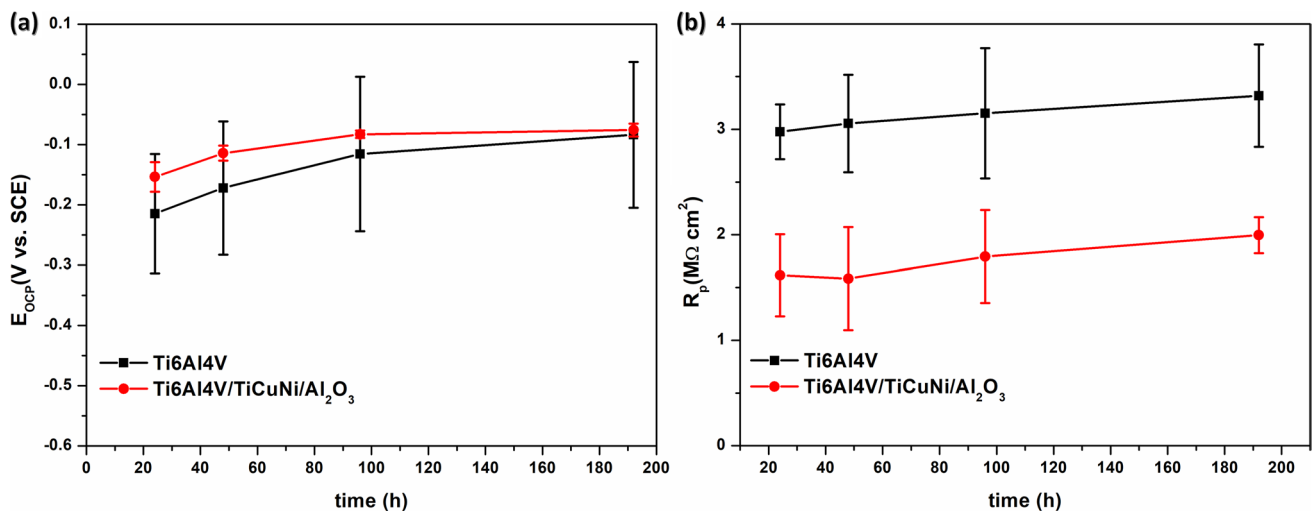 (a)
0.1
0.0
-0.1
-0.2
-0.3
-0.4
-0.5
-0.6
E_OCP(V vs. SCE)
Ti6Al4V
Ti6Al4V/TiCuNi/Al₂O₃
0 20 40 60 80 100 120 140 160 180 200
time (h)
(b)
4
3
2
1
0
R_p(MΩ cm²)
Ti6Al4V
Ti6Al4V/TiCuNi/Al₂O₃
20 40 60 80 100 120 140 160 180 200
time (h)